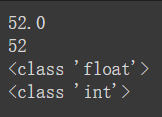 52.0
52
<class 'float'>
<class 'int'>